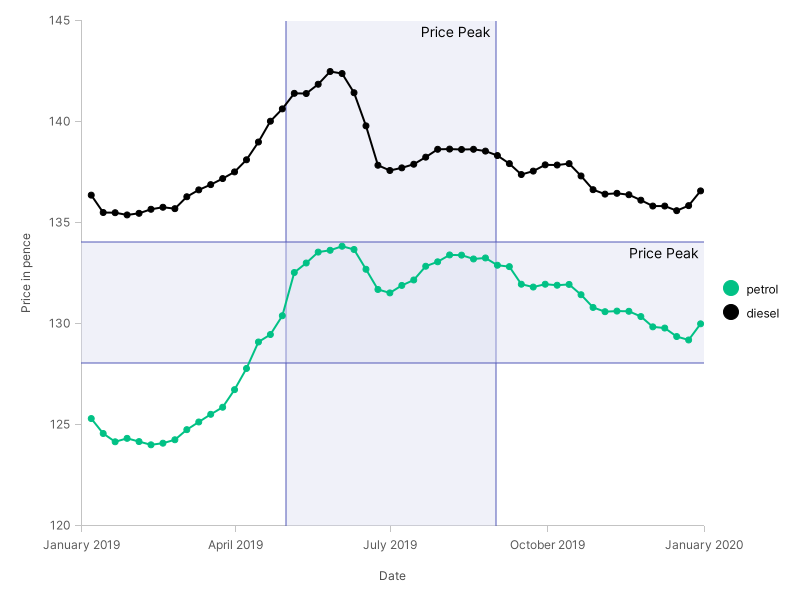 145
Price Peak
140
135
Price Peak
130
125
120
Price in pence
petrol
diesel
January 2019
April 2019
July 2019
October 2019
January 2020
Date